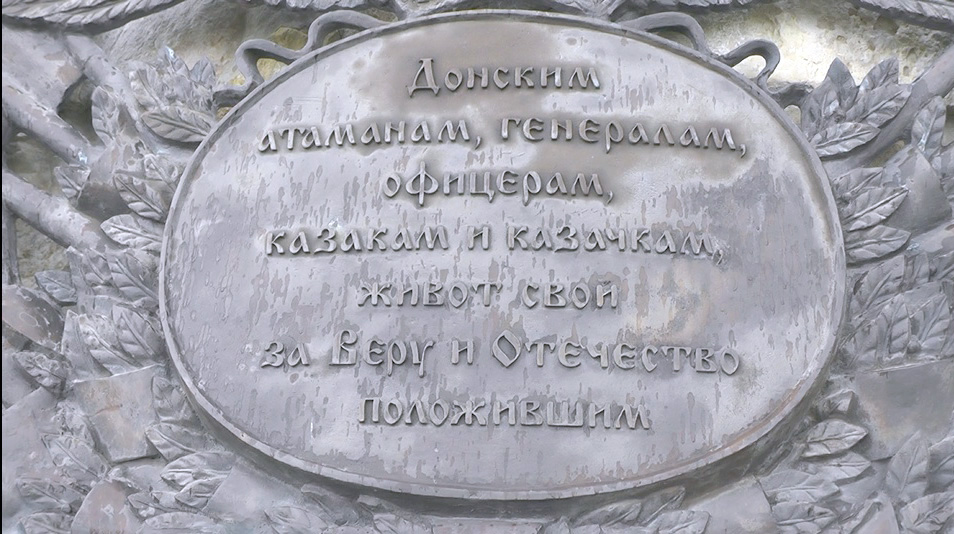 Донским
атаманам, генералам,
офицерам,
казакам и казачкам,
живот свой
за Веру и Отечество
положившим